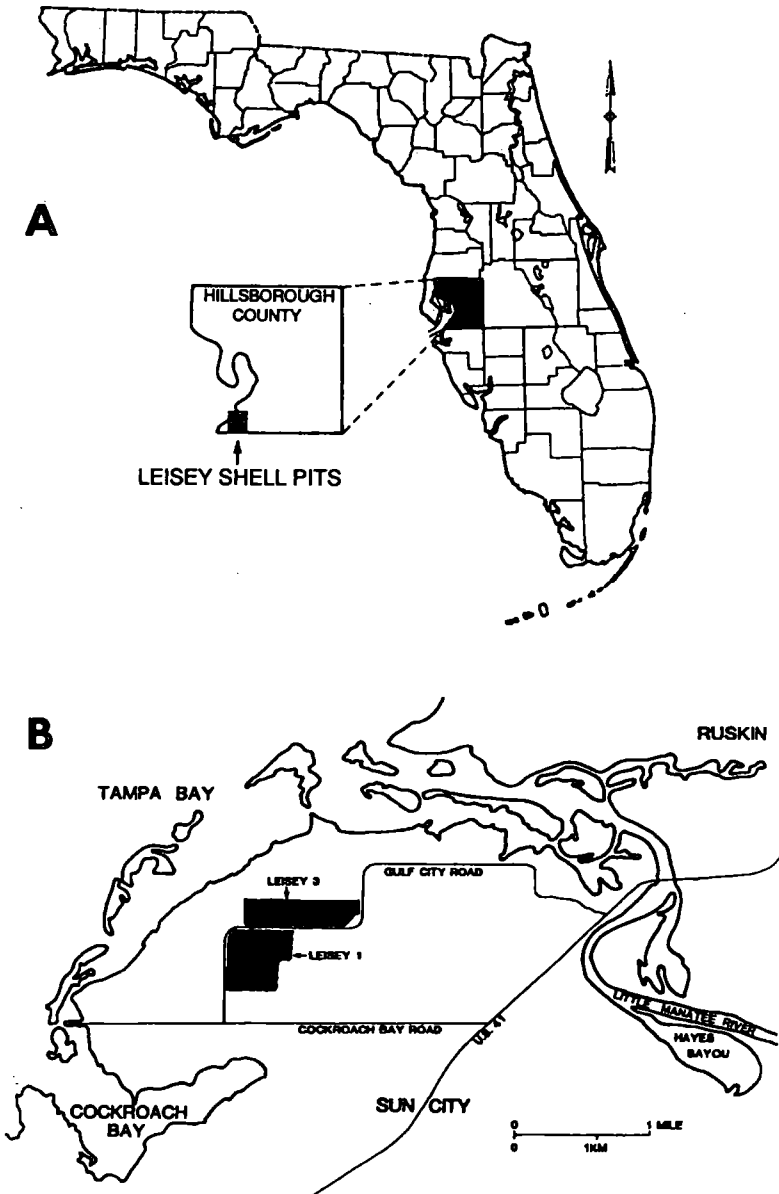 A
HILLSBOROUGH
COUNTY
LEISEY SHELL PITS
B
RUSKIN
TAMPA BAY
GULF CITY ROAD
LEISEY 3
LEISEY 1
COCKROACH BAY ROAD
U.S. 41
LITTLE MANATEE RIVER
HAYES
BAYOU
COCKROACH
BAY
SUN CITY
0 1 MILE
0 1KM